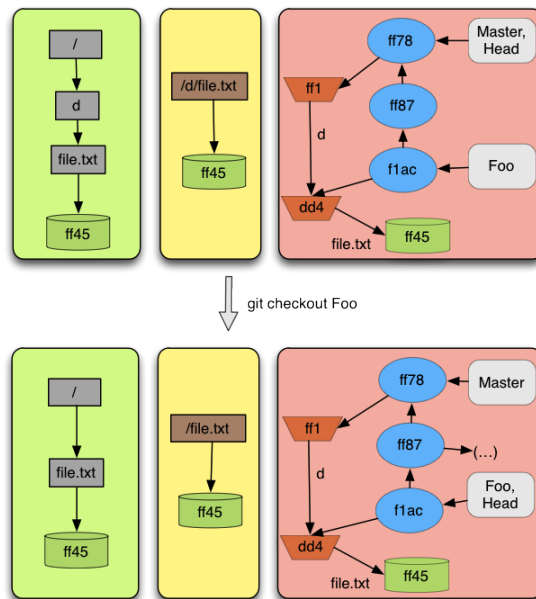 /
d
file.txt
ff45
/d/file.txt
ff45
ff78
Master,
Head
ff1
ff87
d
f1ac
Foo
dd4
file.txt
ff45
git checkout Foo
/
file.txt
ff45
/file.txt
ff45
ff78
Master
ff1
ff87
(...)
d
f1ac
Foo,
Head
dd4
file.txt
ff45